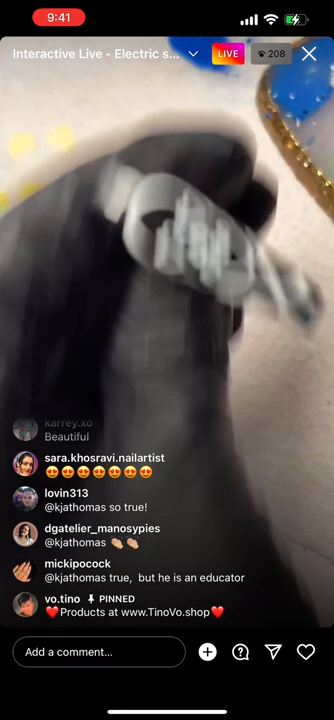 9:41
Interactive Live - Electric s...
LIVE
208
karrey.xo
Beautiful
sara.khosravi.nailartist
😍😍😍😍😍😍😍
lovin313
@kjathomas so true!
dgatelier_manosypies
@kjathomas 👏🏼👏🏼
mickipocock
@kjathomas true, but he is an educator
vo.tino PINNED
❤️Products at www.TinoVo.shop❤️
Add a comment...